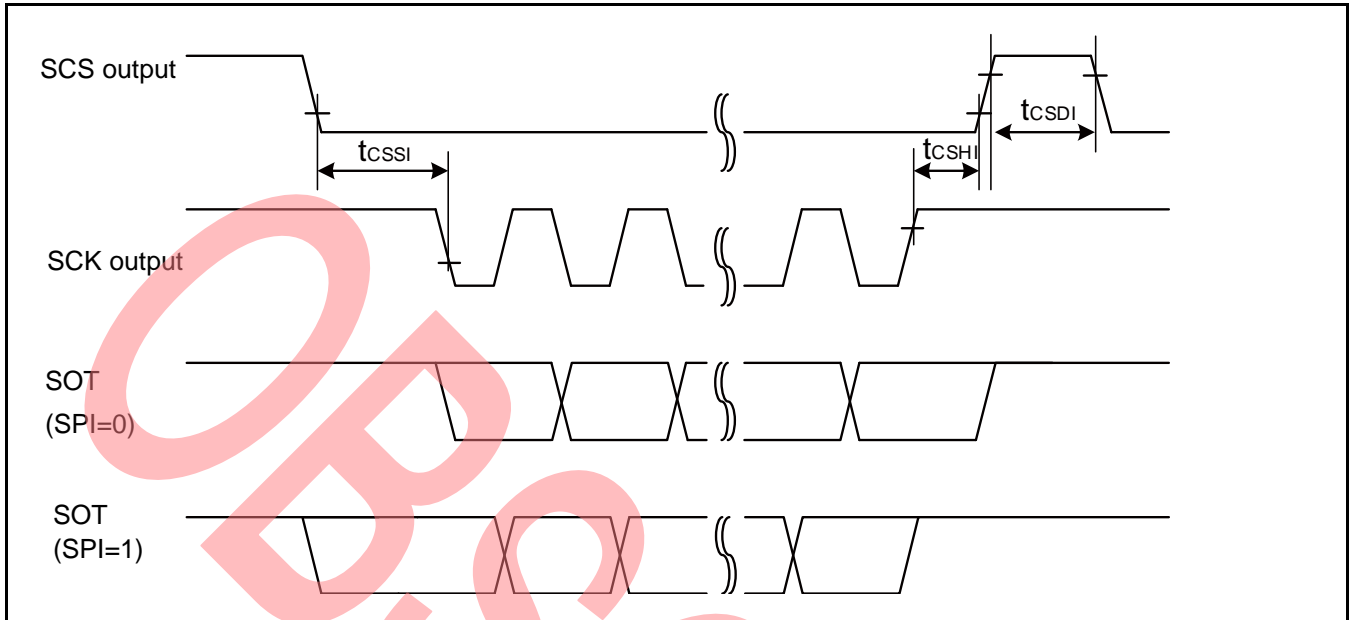 SCS output
tCSSI
tCSHI
tCSDI
SCK output
SOT
(SPI=0)
SOT
(SPI=1)